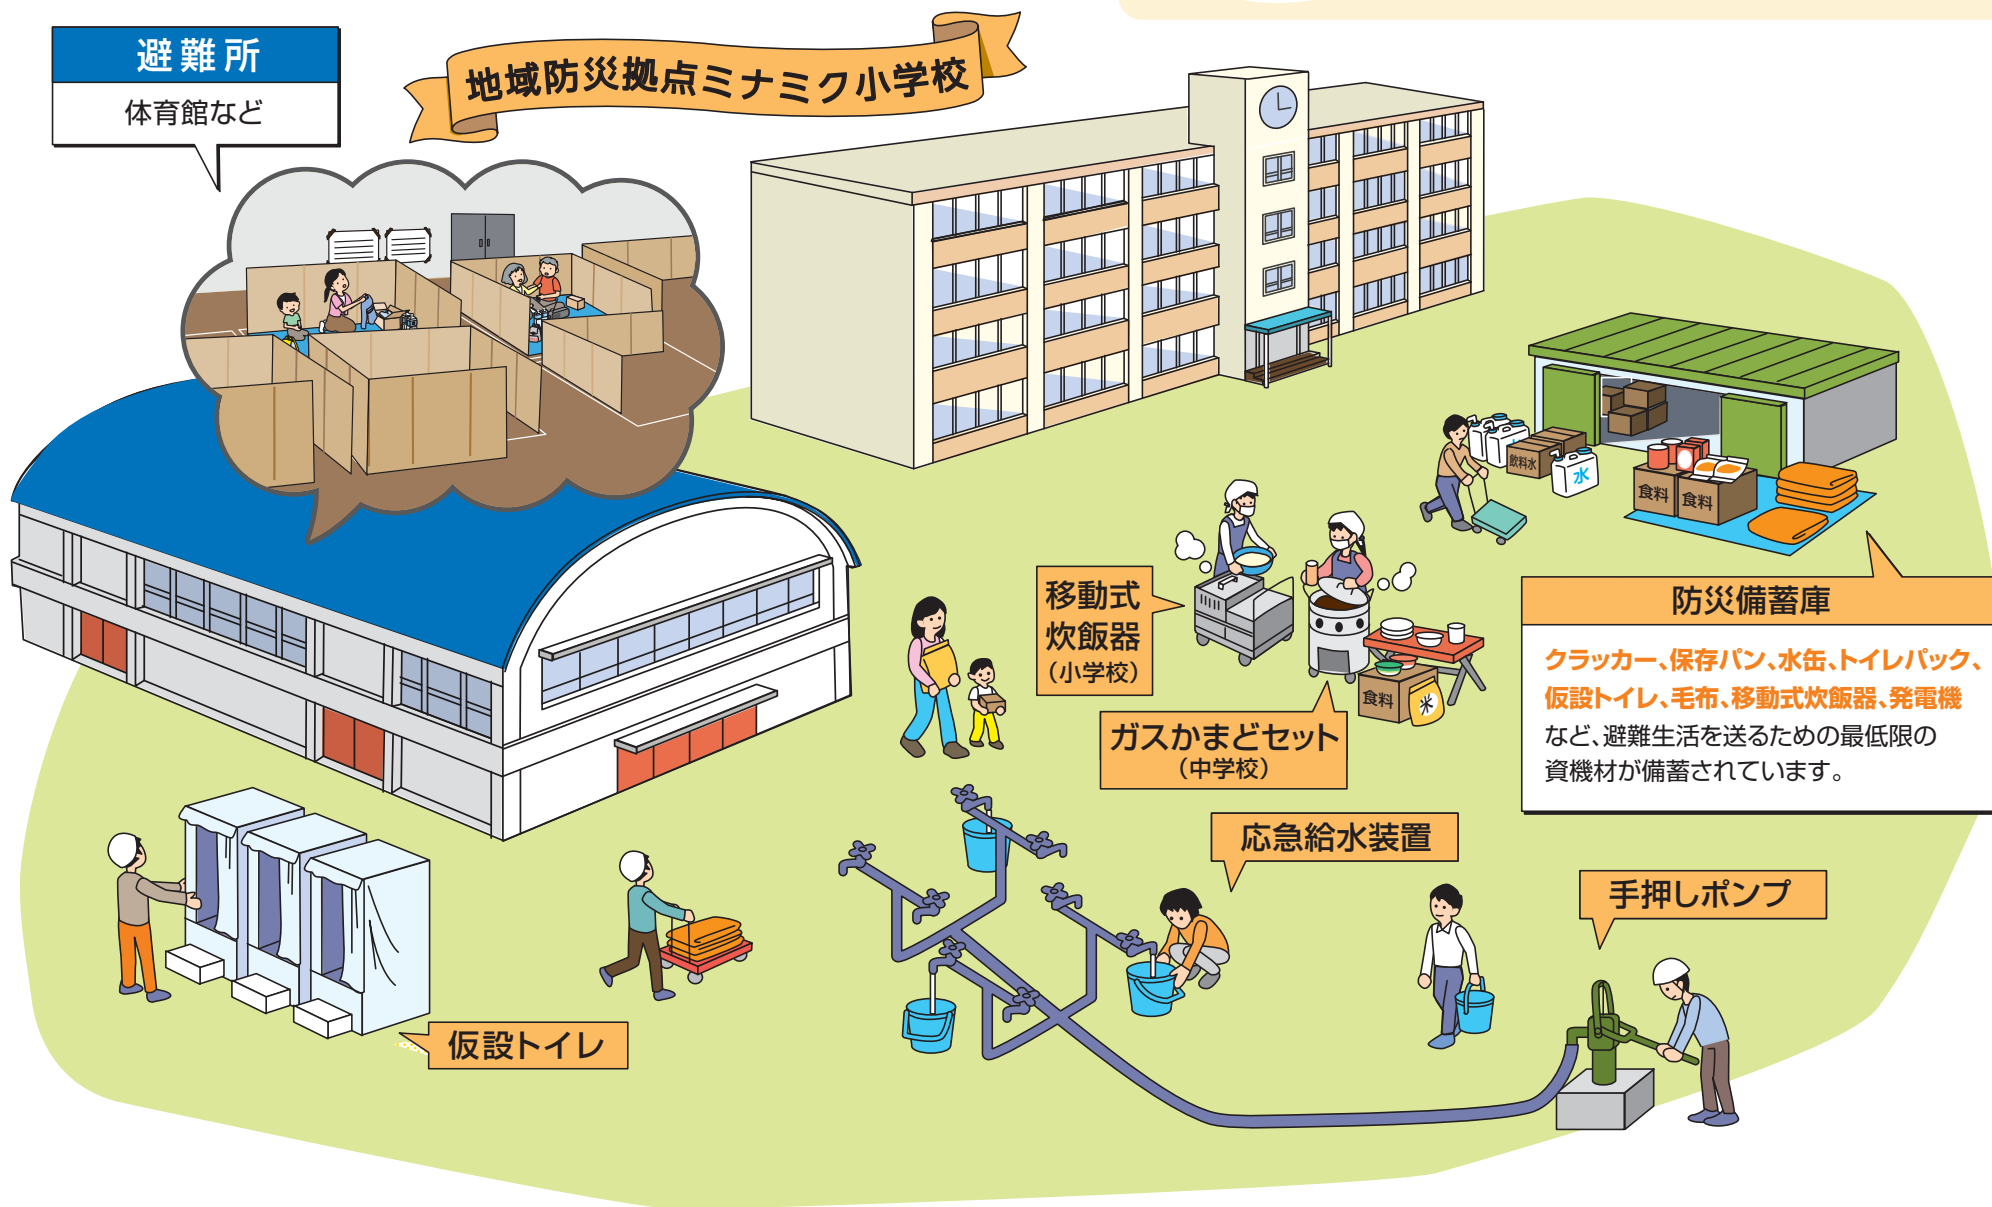 避難所
体育館など
地域防災拠点ミナミク小学校
飲料水
水
食料
食料
移動式
炊飯器
(小学校)
食料
米
ガスかまどセット
(中学校)
防災備蓄庫
クラッカー、保存パン、水缶、トイレパック、
仮設トイレ、毛布、移動式炊飯器、発電機
など、避難生活を送るための最低限の
資機材が備蓄されています。
応急給水装置
手押しポンプ
仮設トイレ